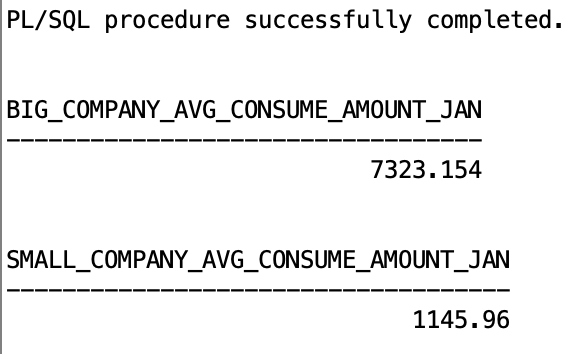 PL/SQL procedure successfully completed.
BIG_COMPANY_AVG_CONSUME_AMOUNT_JAN
----------------------------------
7323.154
SMALL_COMPANY_AVG_CONSUME_AMOUNT_JAN
------------------------------------
1145.96